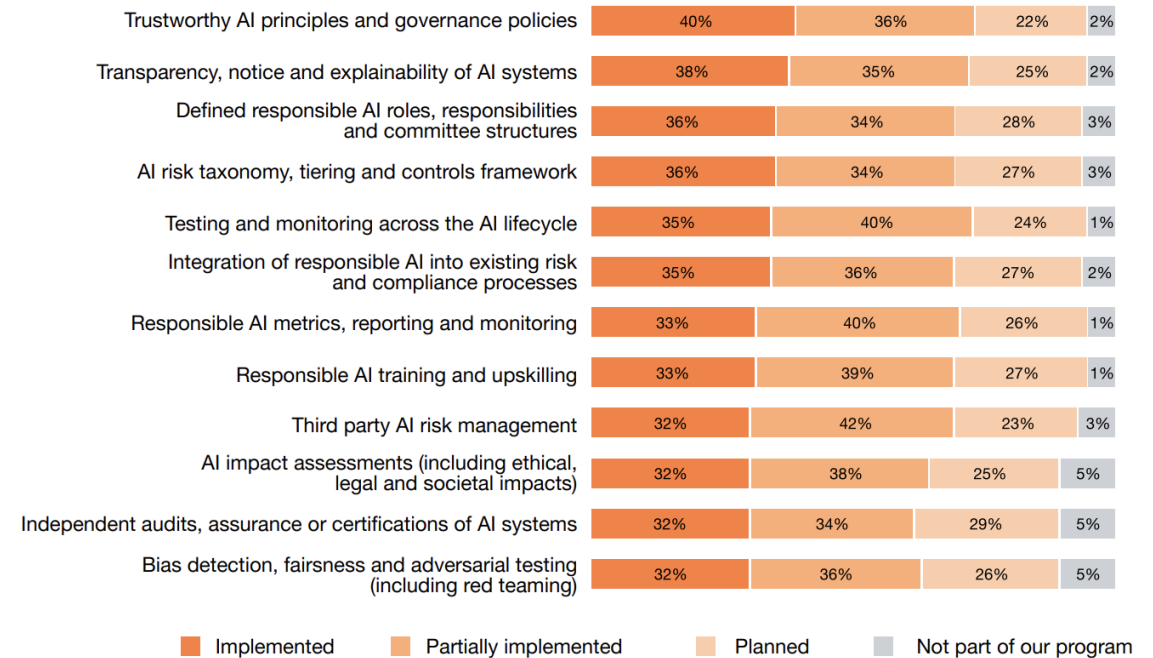 Trustworthy AI principles and governance policies 40% 36% 22% 2%
Transparency, notice and explainability of AI systems 38% 35% 25% 2%
Defined responsible AI roles, responsibilities
and committee structures 36% 34% 28% 3%
AI risk taxonomy, tiering and controls framework 36% 34% 27% 3%
Testing and monitoring across the AI lifecycle 35% 40% 24% 1%
Integration of responsible AI into existing risk
and compliance processes 35% 36% 27% 2%
Responsible AI metrics, reporting and monitoring 33% 40% 26% 1%
Responsible AI training and upskilling 33% 39% 27% 1%
Third party AI risk management 32% 42% 23% 3%
AI impact assessments (including ethical,
legal and societal impacts) 32% 38% 25% 5%
Independent audits, assurance or certifications of AI systems 32% 34% 29% 5%
Bias detection, fairsness and adversarial testing
(including red teaming) 32% 36% 26% 5%
Implemented Partially implemented Planned Not part of our program